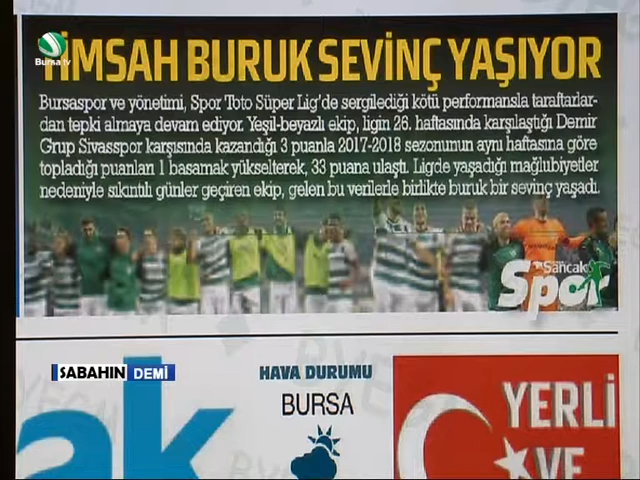 TİMSAH BURUK SEVİNÇ YAŞIYOR
Bursa tv
Bursaspor ve yönetimi, Spor Toto Süper Lig'de sergilediği kötü performansla taraftarlar-
dan tepki almaya devam ediyor. Yeşil-beyazlı ekip, ligin 26. haftasında karşılaştığı Demir
Grup Sivasspor karşısında kazandığı 3 puanla 2017-2018 sezonunun aynı haftasına göre
topladığı puanları 1 basamak yükselterek, 33 puana ulaştı. Ligde yaşadığı mağlubiyetler
nedeniyle sıkıntılı günler geçiren ekip, gelen bu verilerle birlikte buruk bir sevinç yaşadı.
Sancak
Spor
SABAHIN DEMİ
ak
HAVA DURUMU
BURSA
YERLİ
VE